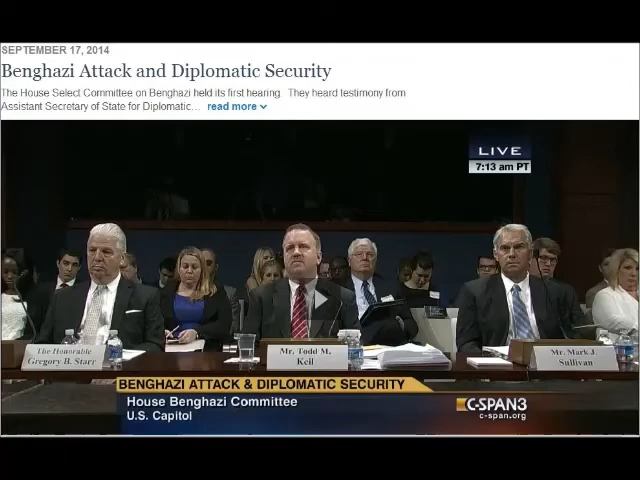 SEPTEMBER 17, 2014
Benghazi Attack and Diplomatic Security
The House Select Committee on Benghazi held its first hearing. They heard testimony from
Assistant Secretary of State for Diplomatic... read more
LIVE
7:13 am PT
The Honorable
Gregory B. Starr
Mr. Todd M.
Keil
Mr. Mark J.
Sullivan
BENGHAZI ATTACK & DIPLOMATIC SECURITY
House Benghazi Committee
U.S. Capitol
C-SPAN3
c-span.org